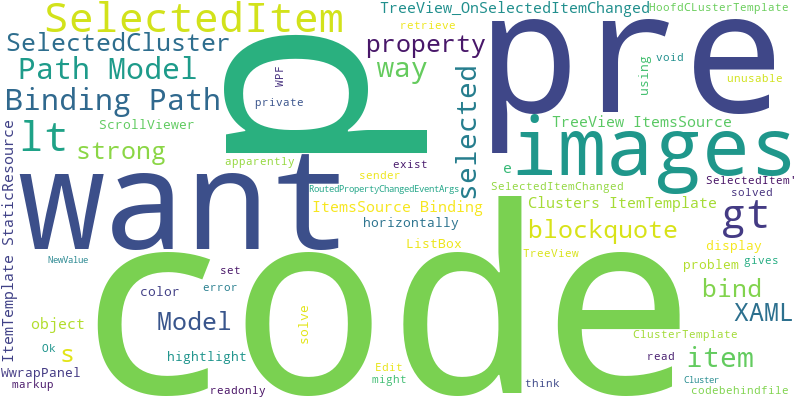 SelectedItem
TreeView_OnSelectedItemChanged
HoofdCLusterTemplate
retrieve
SelectedCluster
property
pre
Path Model
WPF
way
using
void
unusable
Binding Path
private
p
selected
lt
ScrollViewer
strong
images
TreeView ItemsSource
apparently
exist
e
want
sender
RoutedPropertyChangedEventArgs
SelectedItemChanged
SelectedItem'
solved
ItemsSource Binding
Clusters ItemTemplate
gt
horizontally
blockquote
ItemTemplate StaticResource
code
ListBox
TreeView
display
NewValue
set
problem
gives
color
error
bind
object
Model
solve
XAML
Ok
s
hightlight
ClusterTemplate
item
read
WwrapPanel
markup
readonly
Edit
might
think
Cluster
codebehindfile